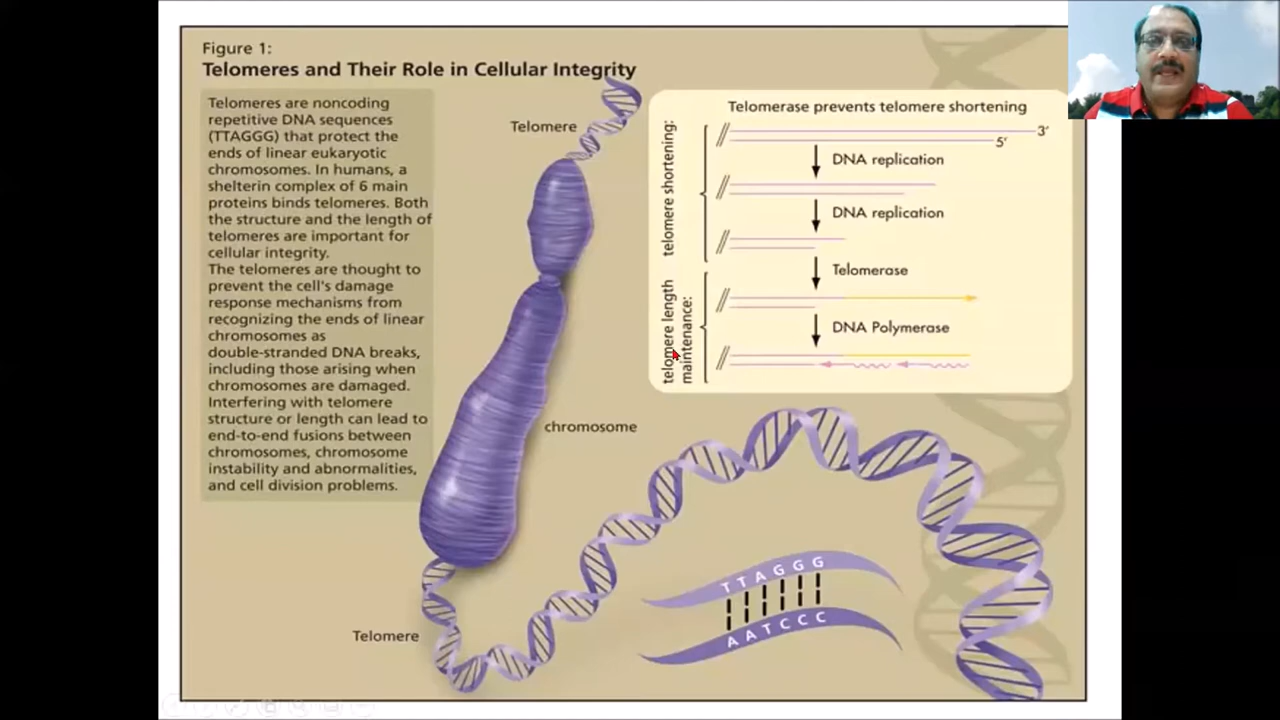 Figure 1:
Telomeres and Their Role in Cellular Integrity
Telomeres are noncoding
repetitive DNA sequences
(TTAGGG) that protect the
ends of linear eukaryotic
chromosomes. In humans, a
shelterin complex of 6 main
proteins binds telomeres. Both
the structure and the length of
telomeres are important for
cellular integrity.
The telomeres are thought to
prevent the cell's damage
response mechanisms from
recognizing the ends of linear
chromosomes as
double-stranded DNA breaks,
including those arising when
chromosomes are damaged.
Interfering with telomere
structure or length can lead to
end-to-end fusions between
chromosomes, chromosome
instability and abnormalities,
and cell division problems.
Telomere
chromosome
Telomere
Telomerase prevents telomere shortening
telomere shortening:
3'
5'
DNA replication
DNA replication
telomere length
maintenance:
Telomerase
DNA Polymerase
TTAGGG
AATCCC